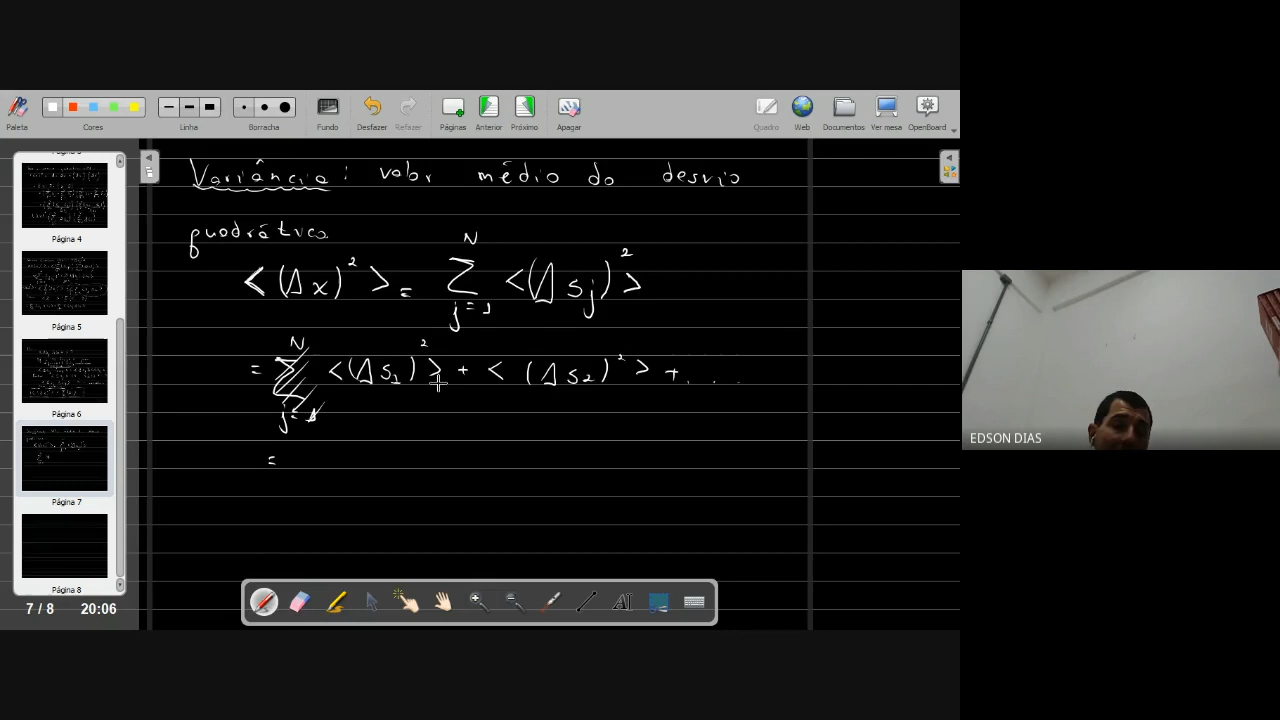 Paleta
Cores
Linha
Borracha
Fundo
Desfazer
Refazer
Páginas
Anterior
Próximo
Apagar
Quadro
Web
Documentos
Ver mesa
OpenBoard
Variância: valor médio do desvio
quadrático
<(Δx)²> = Σ_{j=1}^{N} <(Δs_j)²>
= <(Δs₁)²> + <(Δs₂)²> + ....
=
Página 4
Página 5
Página 6
Página 7
Página 8
7 / 8 20:06
EDSON DIAS